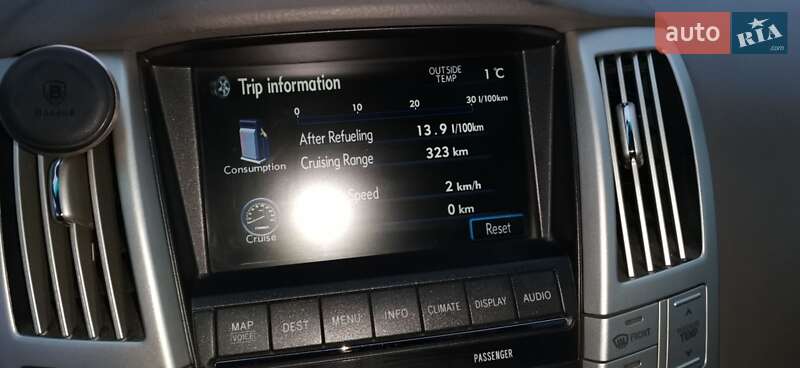 auto RIA.com
Trip information
OUTSIDE TEMP 1 °C
0 10 20 30 l/100km
After Refueling 13.9 l/100km
Consumption
Cruising Range 323 km
Speed 2 km/h
0 km
Cruise
Reset
MAP VOICE
DEST
MENU
INFO
CLIMATE
DISPLAY
AUDIO
PASSENGER
FRONT
TEMP